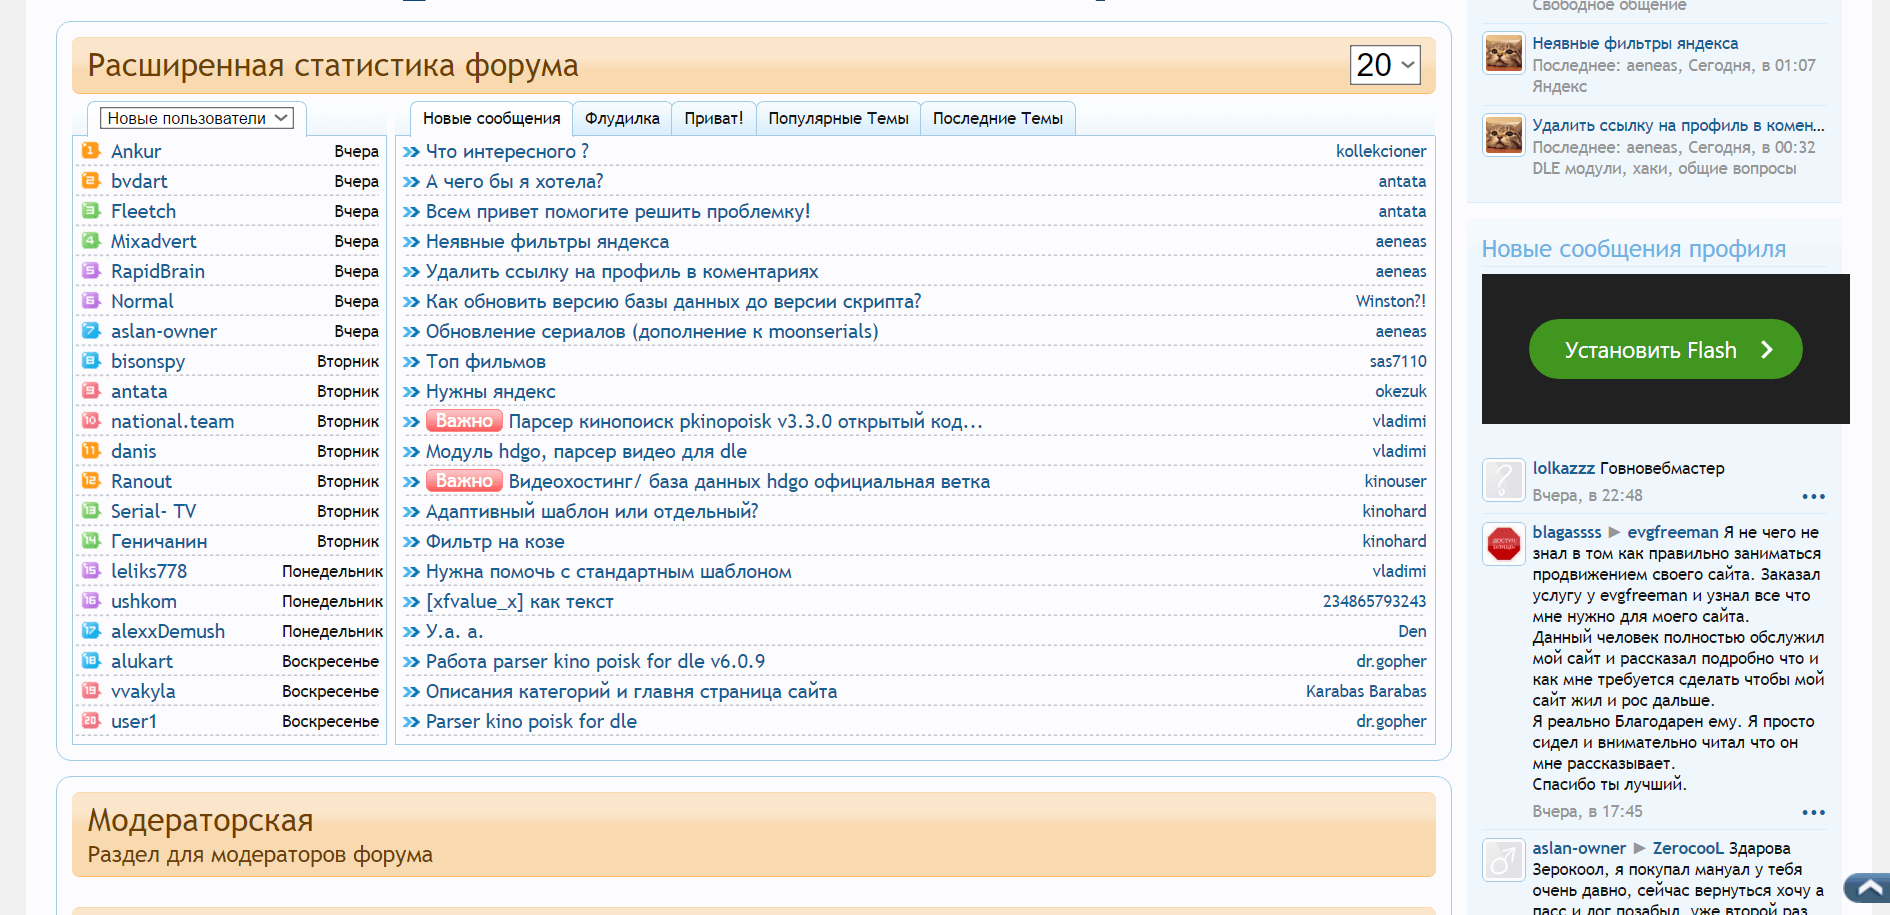 Расширенная статистика форума
20
Новые пользователи
Новые сообщения Флудилка Приват! Популярные Темы Последние Темы
1 Ankur Вчера
2 bvdart Вчера
3 Fleetch Вчера
4 Mixadvert Вчера
5 RapidBrain Вчера
6 Normal Вчера
7 aslan-owner Вчера
8 bisonspy Вторник
9 antata Вторник
10 national.team Вторник
11 danis Вторник
12 Ranout Вторник
13 Serial- TV Вторник
14 Геничанин Вторник
15 leliks778 Понедельник
16 ushkom Понедельник
17 alexxDemush Понедельник
18 alukart Воскресенье
19 vvakyla Воскресенье
20 user1 Воскресенье
Что интересного ? kollekcioner
А чего бы я хотела? antata
Всем привет помогите решить проблемку! antata
Неявные фильтры яндекса aeneas
Удалить ссылку на профиль в коментариях aeneas
Как обновить версию базы данных до версии скрипта? Winston?!
Обновление сериалов (дополнение к moonserials) aeneas
Топ фильмов sas7110
Нужны яндекс okezuk
Важно Парсер кинопоиск pkinopoisk v3.3.0 открытый код... vladimi
Модуль hdgo, парсер видео для dle vladimi
Важно Видеохостинг/ база данных hdgo официальная ветка kinouser
Адаптивный шаблон или отдельный? kinohard
Фильтр на козе kinohard
Нужна помочь с стандартным шаблоном vladimi
[xfvalue_x] как текст 234865793243
У.а. а. Den
Работа parser kino poisk for dle v6.0.9 dr.gopher
Описания категорий и главня страница сайта Karabas Barabas
Parser kino poisk for dle dr.gopher
Модераторская
Раздел для модераторов форума
Свободное общение
Неявные фильтры яндекса
Последнее: aeneas, Сегодня, в 01:07
Яндекс
Удалить ссылку на профиль в комен...
Последнее: aeneas, Сегодня, в 00:32
DLE модули, хаки, общие вопросы
Новые сообщения профиля
Установить Flash
lolkazzz Говновебмастер
Вчера, в 22:48
blagassss ► evgfreeman Я не чего не
знал в том как правильно заниматься
продвижением своего сайта. Заказал
услугу у evgfreeman и узнал все что
мне нужно для моего сайта.
Данный человек полностью обслужил
мой сайт и рассказал подробно что и
как мне требуется сделать чтобы мой
сайт жил и рос дальше.
Я реально Благодарен ему. Я просто
сидел и внимательно читал что он
мне рассказывает.
Спасибо ты лучший.
Вчера, в 17:45
aslan-owner ► ZerocooL Здарова
Зерокоол, я покупал мануал у тебя
очень давно, сейчас вернуться хочу а
пасс и лог позабыл, уже второй раз